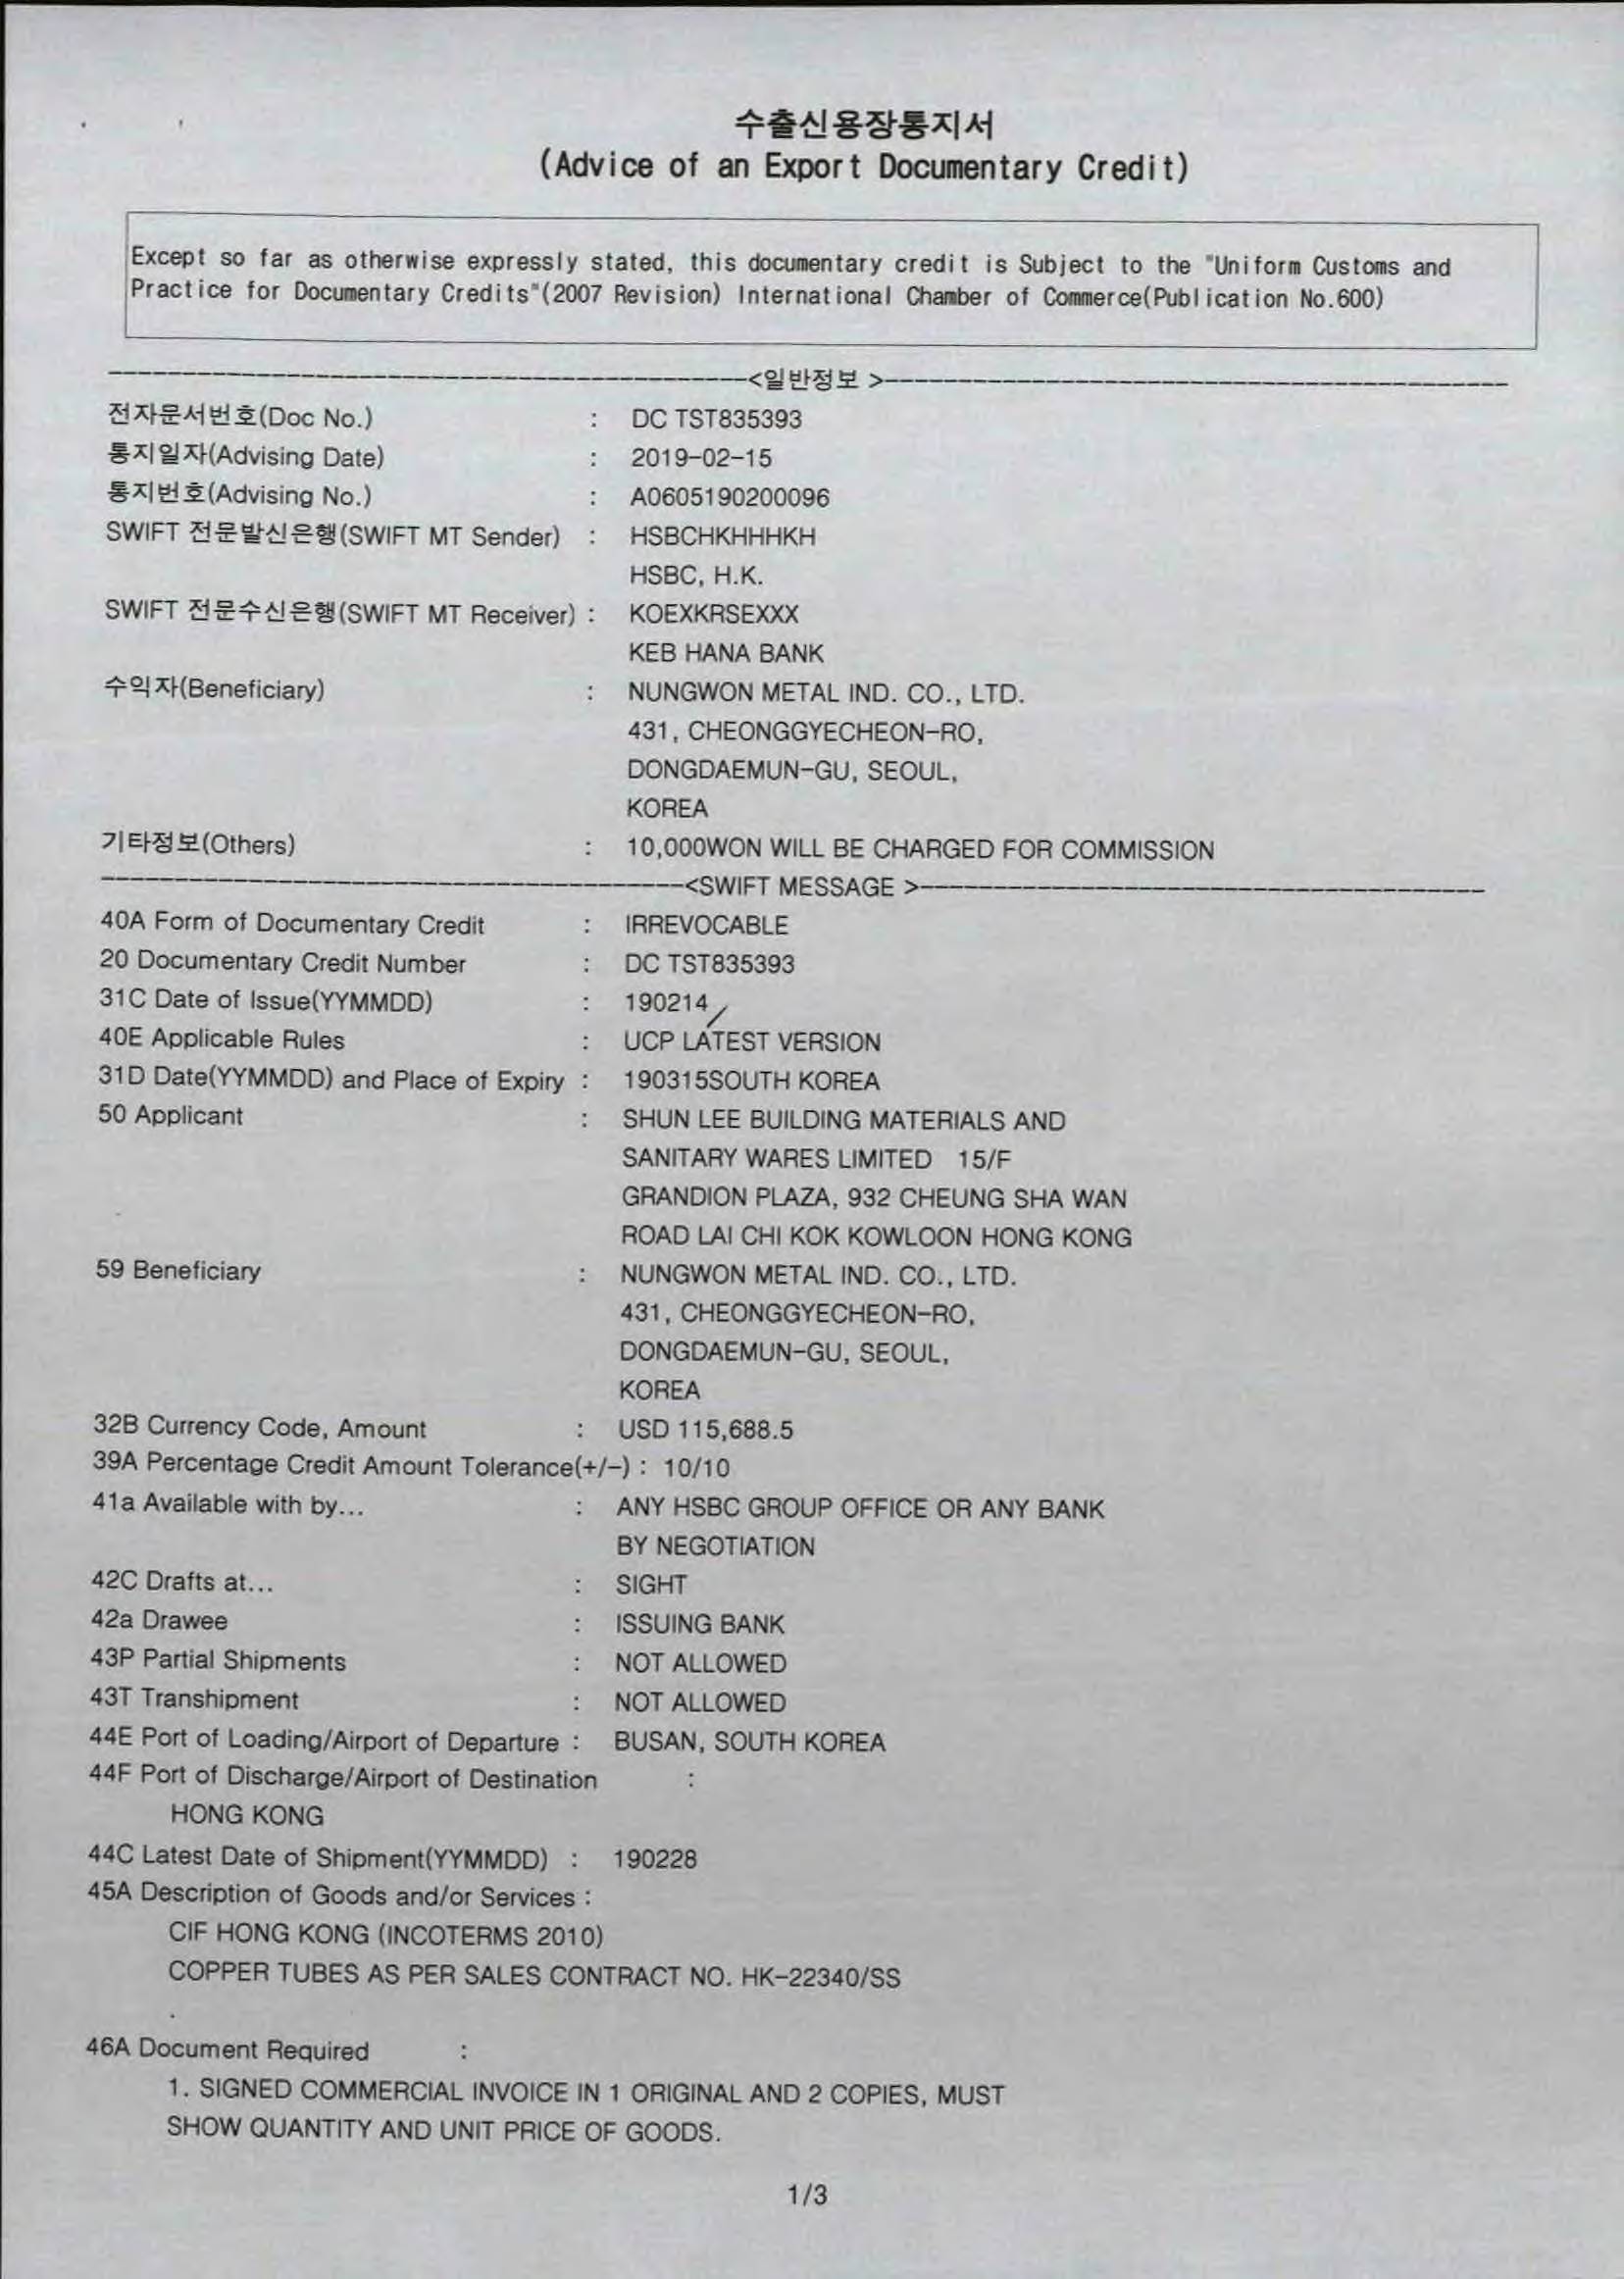 수출신용장통지서
(Advice of an Export Documentary Credit)
Except so far as otherwise expressly stated, this documentary credit is Subject to the "Uniform Customs and
Practice for Documentary Credits"(2007 Revision) International Chamber of Commerce(Publication No.600)
<일반정보 >
전자문서번호(Doc No.) : DC TST835393
통지일자(Advising Date) : 2019-02-15
통지번호(Advising No.) : A0605190200096
SWIFT 전문발신은행(SWIFT MT Sender) : HSBCHKHHHKH
HSBC, H.K.
SWIFT 전문수신은행(SWIFT MT Receiver) : KOEXKRSEXXX
KEB HANA BANK
수익자(Beneficiary) : NUNGWON METAL IND. CO., LTD.
431, CHEONGGYECHEON-RO,
DONGDAEMUN-GU, SEOUL,
KOREA
기타정보(Others) : 10,000WON WILL BE CHARGED FOR COMMISSION
<SWIFT MESSAGE >
40A Form of Documentary Credit : IRREVOCABLE
20 Documentary Credit Number : DC TST835393
31C Date of Issue(YYMMDD) : 190214
40E Applicable Rules : UCP LATEST VERSION
31D Date(YYMMDD) and Place of Expiry : 190315SOUTH KOREA
50 Applicant : SHUN LEE BUILDING MATERIALS AND
SANITARY WARES LIMITED 15/F
GRANDION PLAZA, 932 CHEUNG SHA WAN
ROAD LAI CHI KOK KOWLOON HONG KONG
59 Beneficiary : NUNGWON METAL IND. CO., LTD.
431, CHEONGGYECHEON-RO,
DONGDAEMUN-GU, SEOUL,
KOREA
32B Currency Code, Amount : USD 115,688.5
39A Percentage Credit Amount Tolerance(+/-) : 10/10
41a Available with by... : ANY HSBC GROUP OFFICE OR ANY BANK
BY NEGOTIATION
42C Drafts at... : SIGHT
42a Drawee : ISSUING BANK
43P Partial Shipments : NOT ALLOWED
43T Transhipment : NOT ALLOWED
44E Port of Loading/Airport of Departure : BUSAN, SOUTH KOREA
44F Port of Discharge/Airport of Destination :
HONG KONG
44C Latest Date of Shipment(YYMMDD) : 190228
45A Description of Goods and/or Services :
CIF HONG KONG (INCOTERMS 2010)
COPPER TUBES AS PER SALES CONTRACT NO. HK-22340/SS
.
46A Document Required :
1. SIGNED COMMERCIAL INVOICE IN 1 ORIGINAL AND 2 COPIES, MUST
SHOW QUANTITY AND UNIT PRICE OF GOODS.
1/3